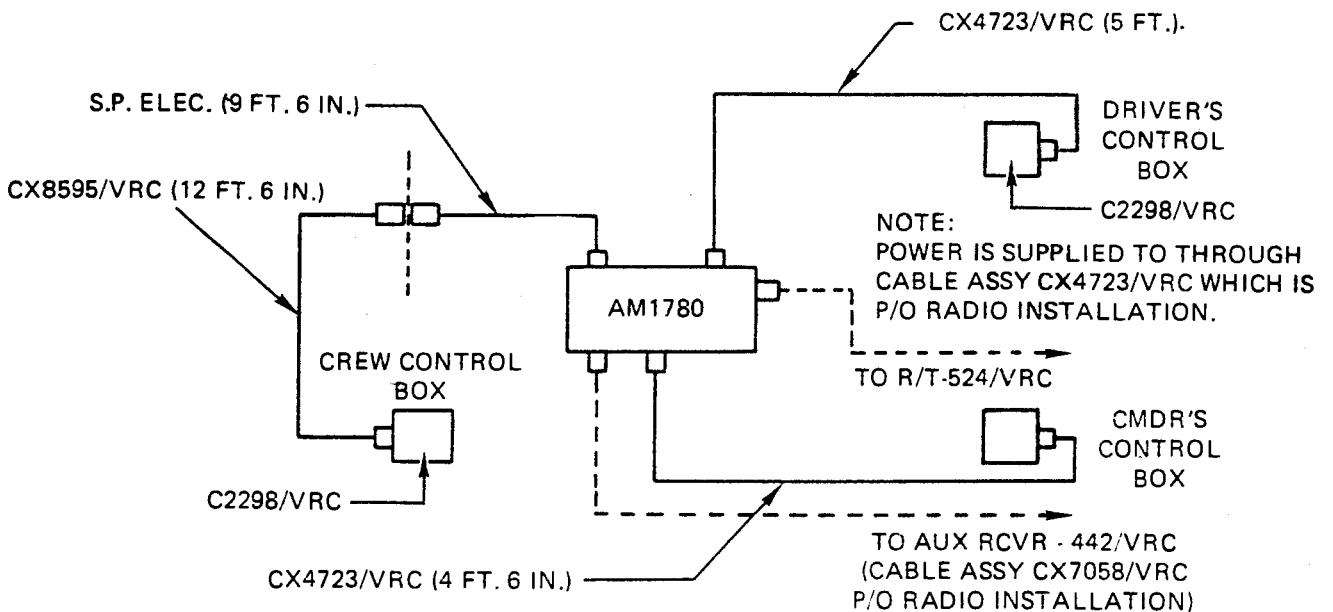 CX4723/VRC (5 FT.).
S.P. ELEC. (9 FT. 6 IN.)
DRIVER'S
CONTROL
BOX
CX8595/VRC (12 FT. 6 IN.)
C2298/VRC
NOTE:
POWER IS SUPPLIED TO THROUGH
CABLE ASSY CX4723/VRC WHICH IS
P/O RADIO INSTALLATION.
AM1780
CREW CONTROL
BOX
TO R/T-524/VRC
CMDR'S
CONTROL
BOX
C2298/VRC
TO AUX RCVR - 442/VRC
(CABLE ASSY CX7058/VRC
P/O RADIO INSTALLATION)
CX4723/VRC (4 FT. 6 IN.)